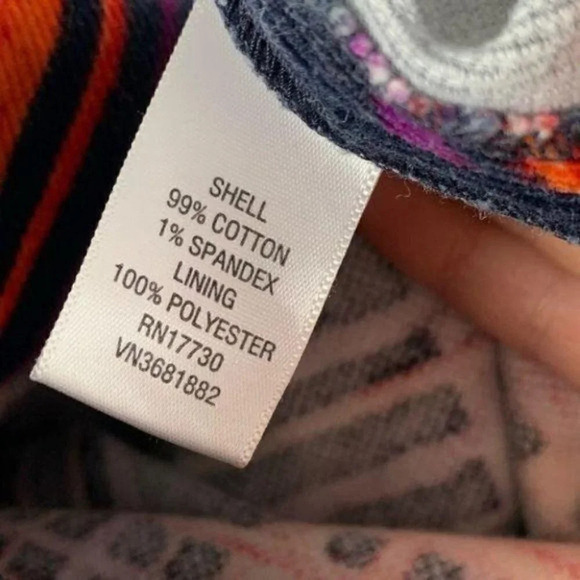 SHELL
99% COTTON
1% SPANDEX
LINING
100% POLYESTER
RN17730
VN3681882